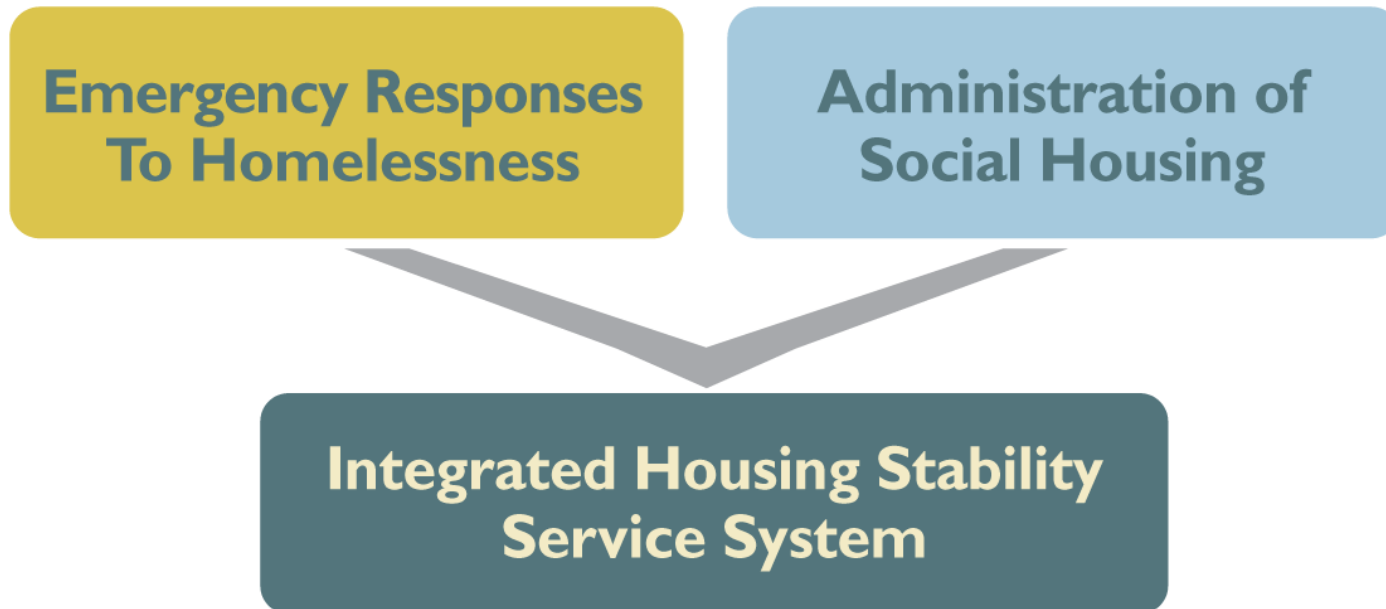 Emergency Responses
To Homelessness
Administration of
Social Housing
Integrated Housing Stability
Service System